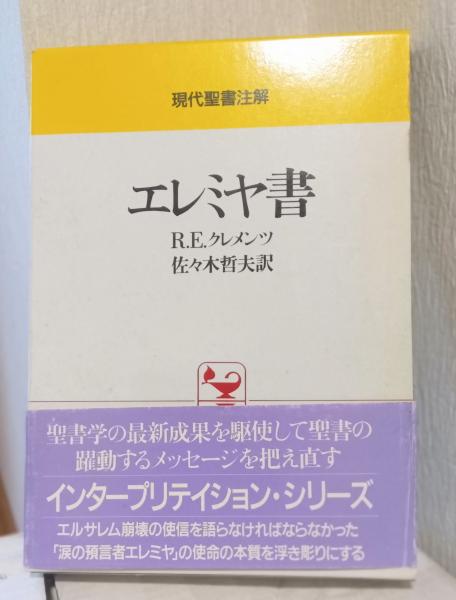 現代聖書注解
エレミヤ書
R.E.クレメンツ
佐々木哲夫訳
聖書学の最新成果を駆使して聖書の
躍動するメッセージを把え直す
インタープリテイション・シリーズ
エルサレム崩壊の使信を語らなければならなかった
「涙の預言者エレミヤ」の使命の本質を浮き彫りにする